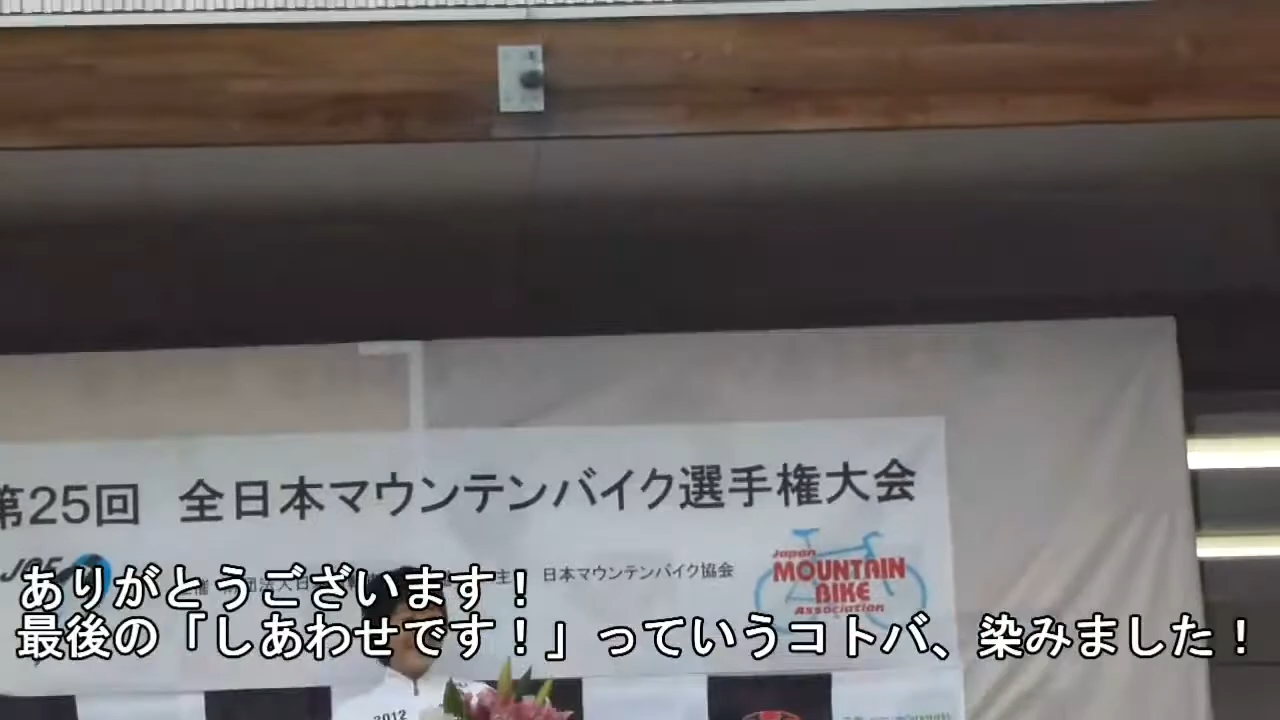 第25回 全日本マウンテンバイク選手権大会
JCF
日本マウンテンバイク協会
Japan
MOUNTAIN
BIKE
Association
ありがとうございます！
最後の「しあわせです！」っていうコトバ、染みました！
2012